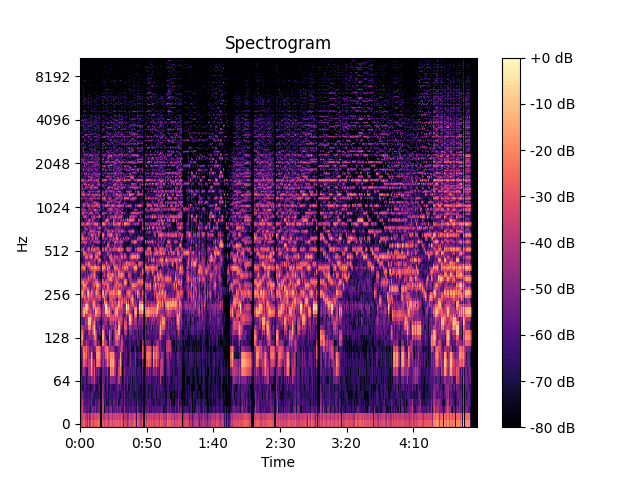 Spectrogram
8192
4096
2048
1024
512
256
128
64
0
Hz
0:00 0:50 1:40 2:30 3:20 4:10
Time
+0 dB
-10 dB
-20 dB
-30 dB
-40 dB
-50 dB
-60 dB
-70 dB
-80 dB